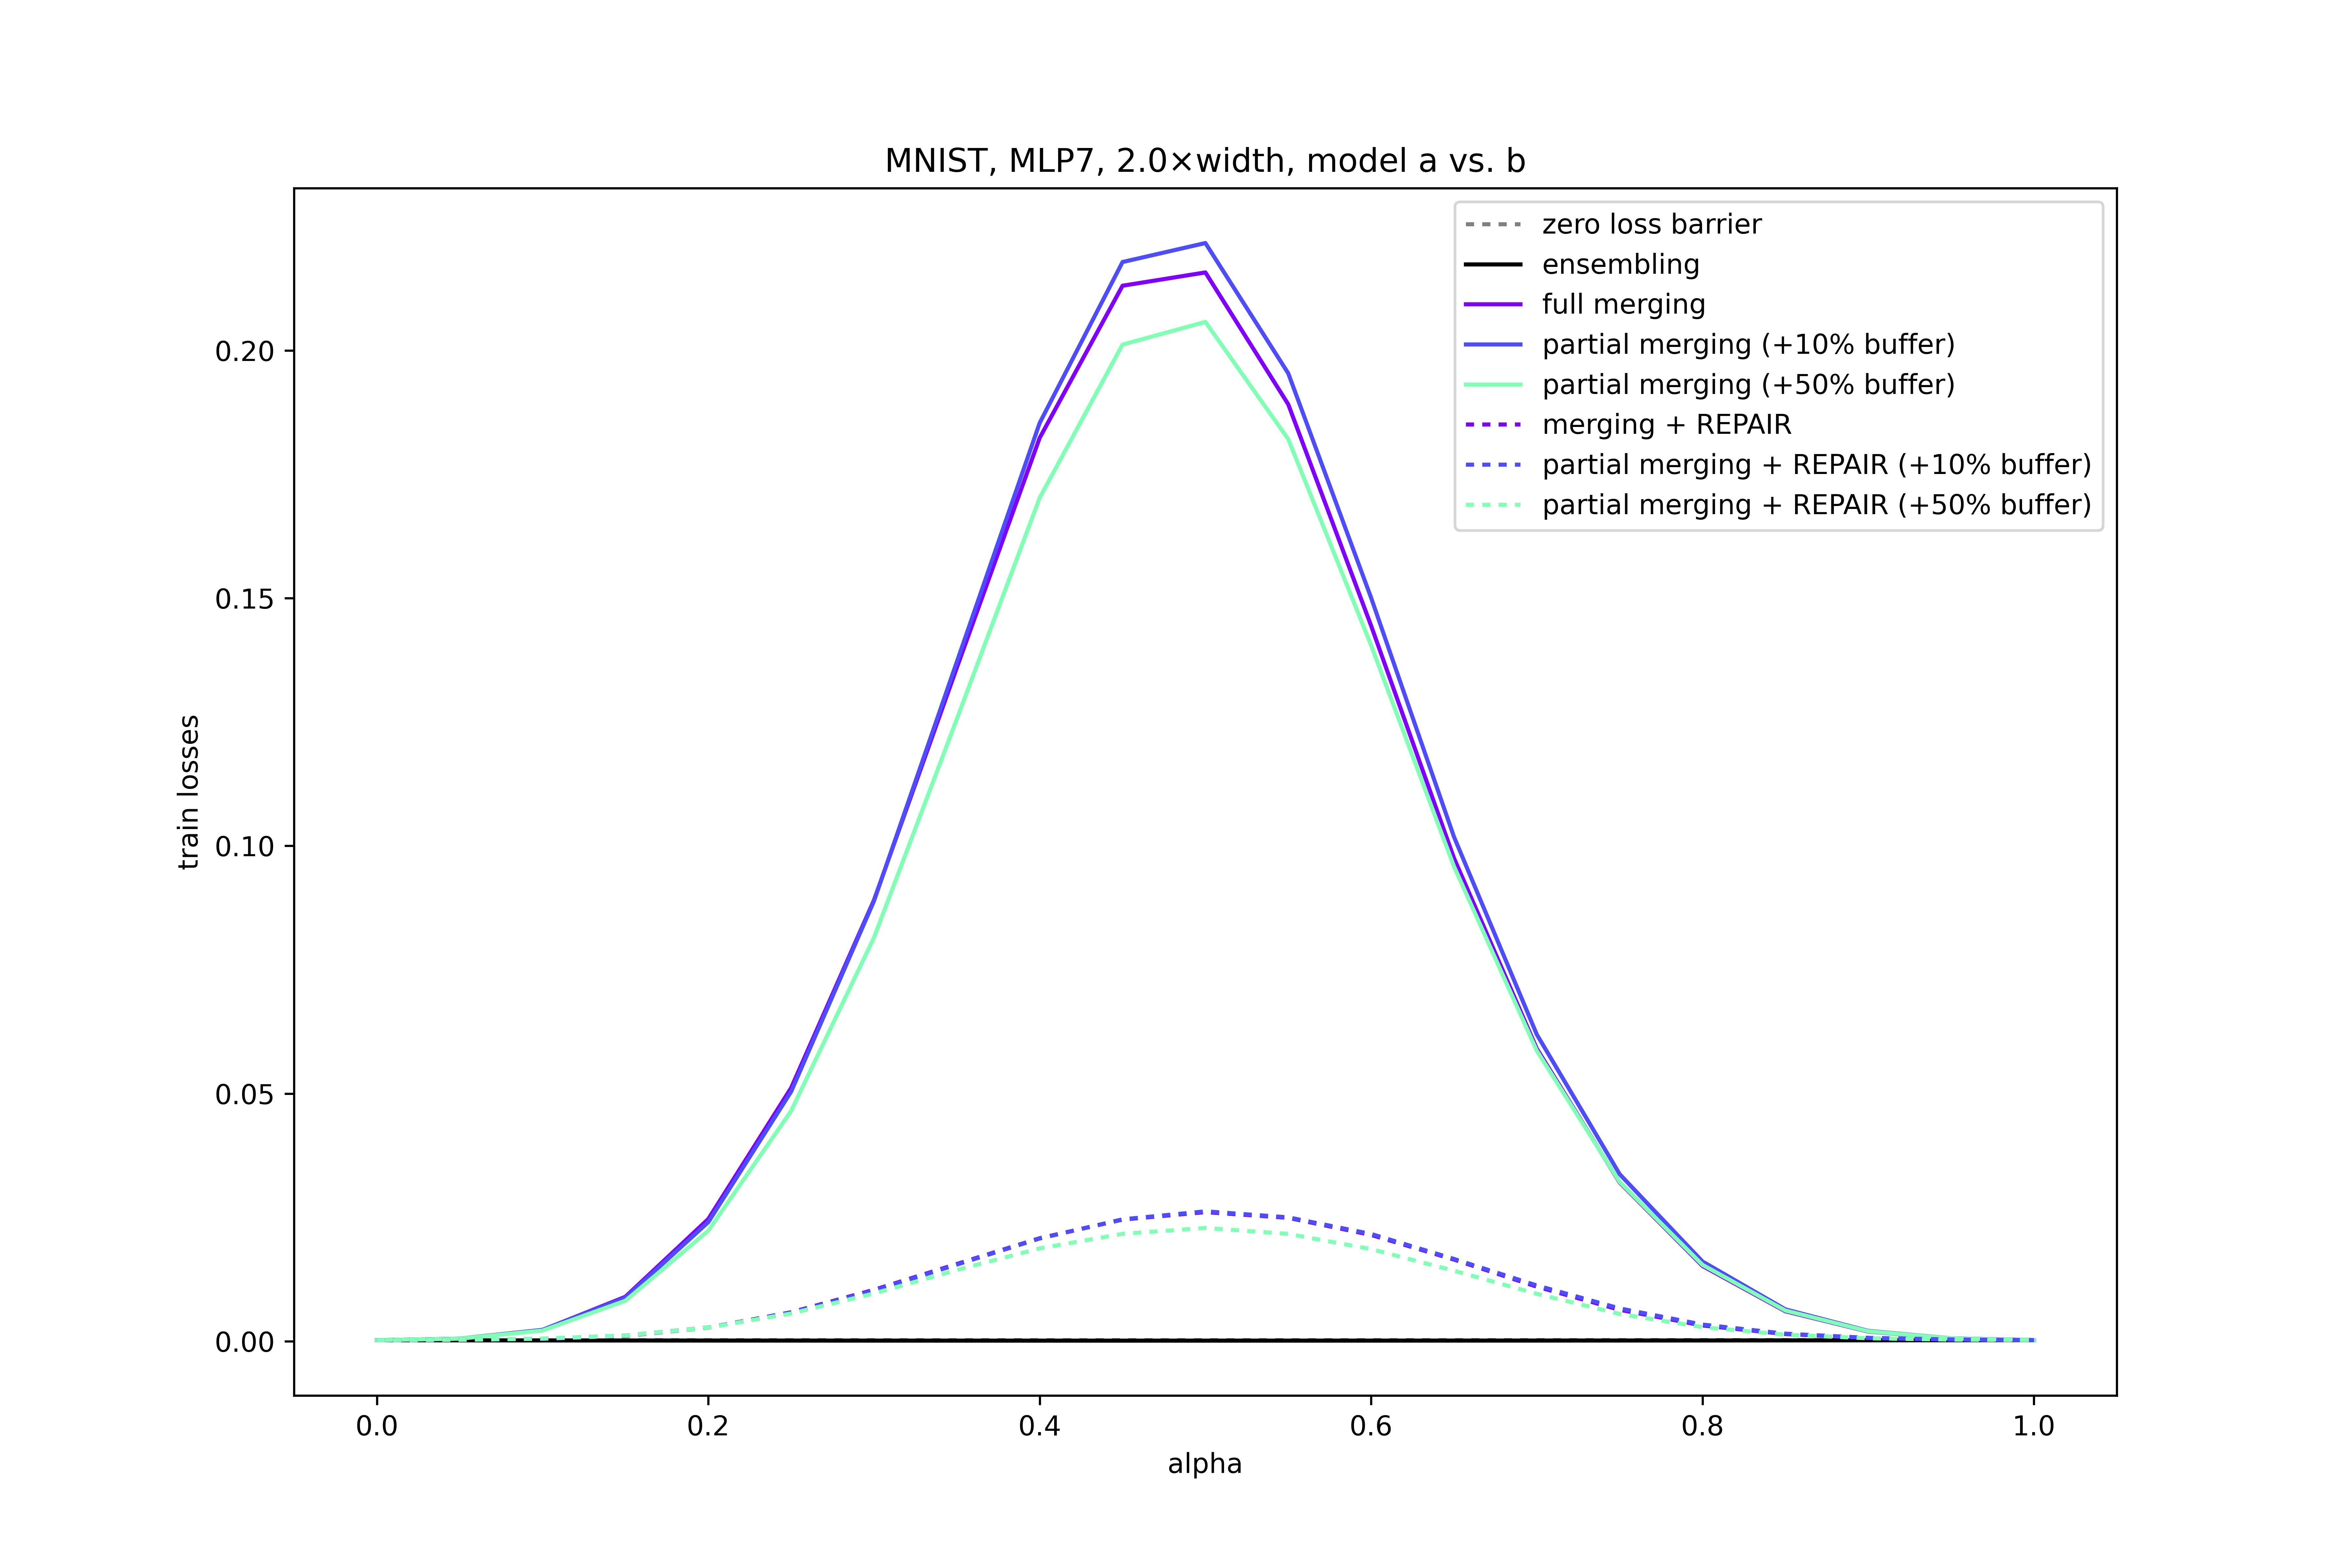 MNIST, MLP7, 2.0×width, model a vs. b
zero loss barrier
ensembling
full merging
partial merging (+10% buffer)
partial merging (+50% buffer)
merging + REPAIR
partial merging + REPAIR (+10% buffer)
partial merging + REPAIR (+50% buffer)
train losses
0.20
0.15
0.10
0.05
0.00
0.0 0.2 0.4 0.6 0.8 1.0
alpha